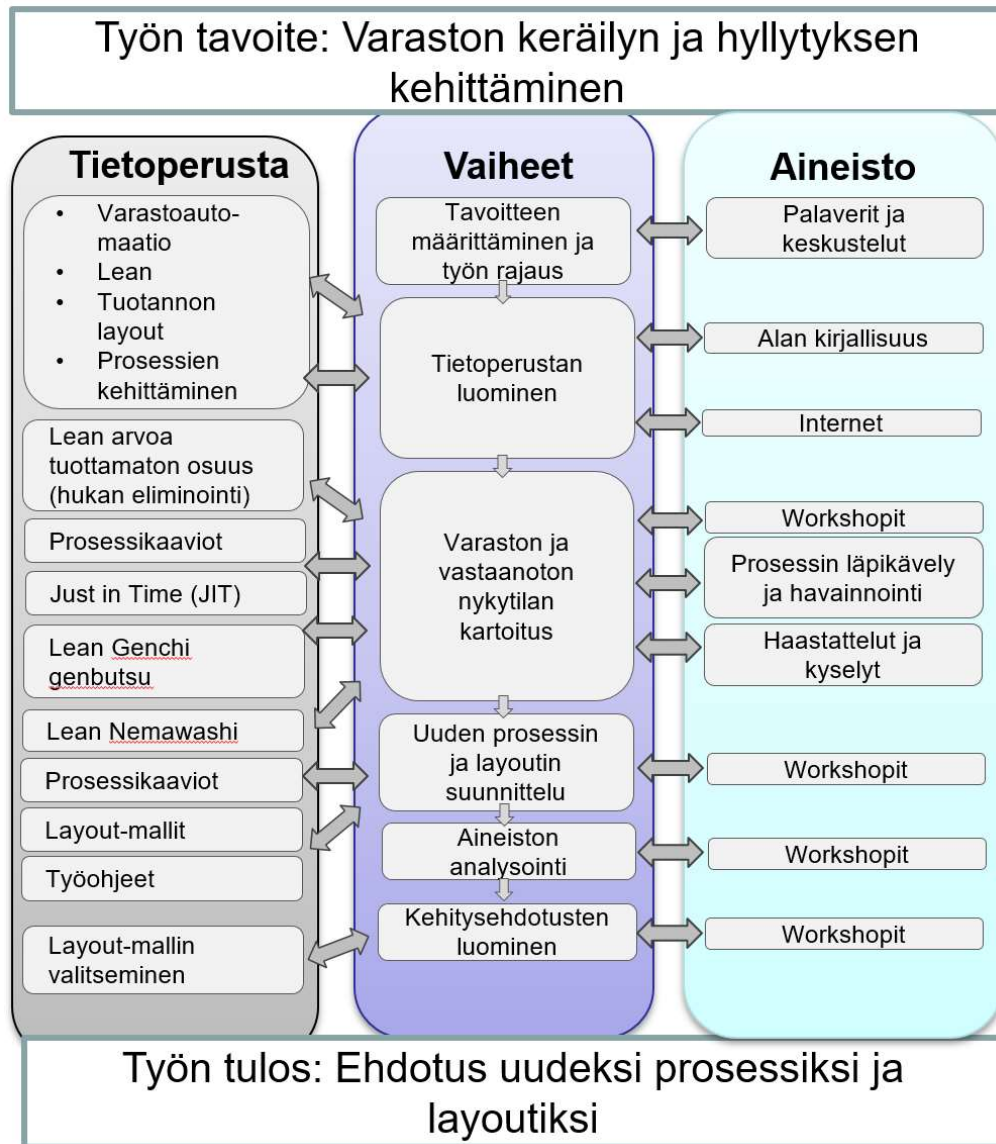 Työn tavoite: Varaston keräilyn ja hyllytyksen
kehittäminen
Tietoperusta
• Varastoauto-
maatio
• Lean
• Tuotannon
layout
• Prosessien
kehittäminen
Lean arvoa
tuottamaton osuus
(hukan eliminointi)
Prosessikaaviot
Just in Time (JIT)
Lean Genchi
genbutsu
Lean Nemawashi
Prosessikaaviot
Layout-mallit
Työohjeet
Layout-mallin
valitseminen
Vaiheet
Tavoitteen
määrittäminen ja
työn rajaus
Tietoperustan
luominen
Varaston ja
vastaanoton
nykytilan
kartoitus
Uuden prosessin
ja layoutin
suunnittelu
Aineiston
analysointi
Kehitysehdotusten
luominen
Aineisto
Palaverit ja
keskustelut
Alan kirjallisuus
Internet
Workshopit
Prosessin läpikävely
ja havainnointi
Haastattelut ja
kyselyt
Workshopit
Workshopit
Workshopit
Työn tulos: Ehdotus uudeksi prosessiksi ja
layoutiksi